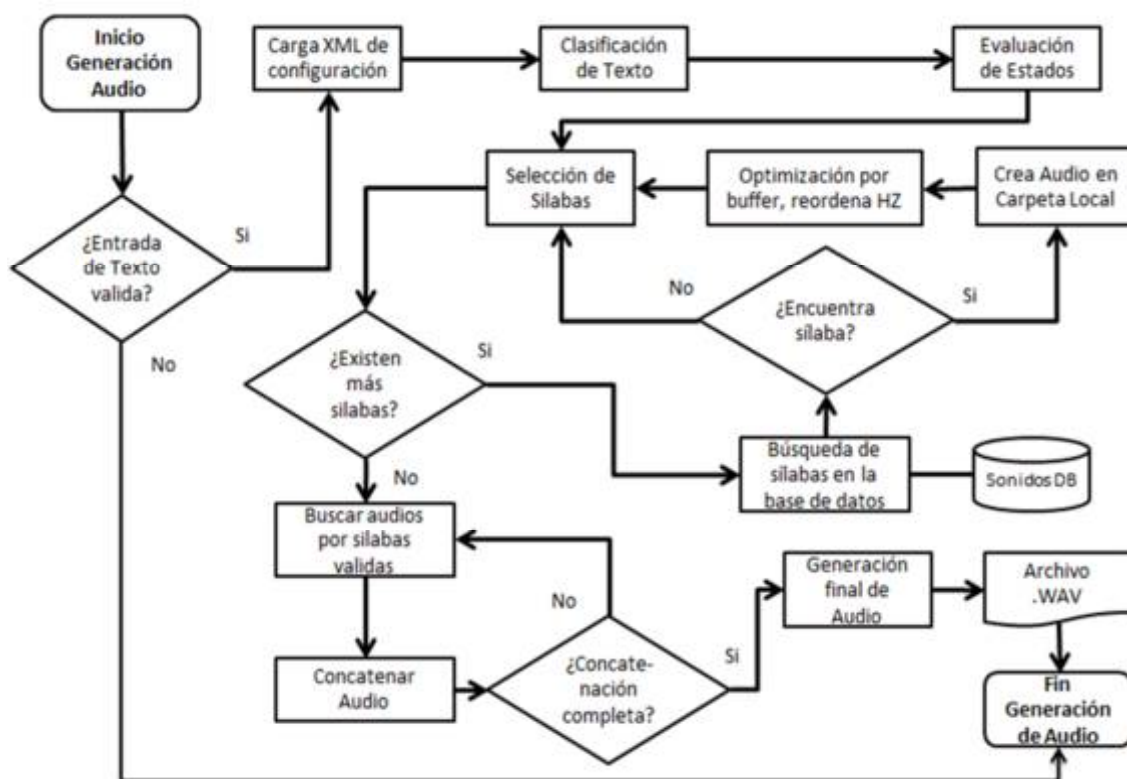 Inicio
Generación
Audio
Carga XML de
configuración
Clasificación
de Texto
Evaluación
de Estados
Selección de
Silabas
Optimización por
buffer, reordena HZ
Crea Audio en
Carpeta Local
¿Entrada
de Texto
valida?
Si
No
¿Encuentra
sílaba?
No
Si
¿Existen
más
silabas?
Si
No
Búsqueda de
sílabas en la
base de datos
Sonidos DB
Buscar audios
por silabas
validas
Concatenar
Audio
¿Concate-
nación
completa?
No
Si
Generación
final de
Audio
Archivo
.WAV
Fin
Generación
de Audio